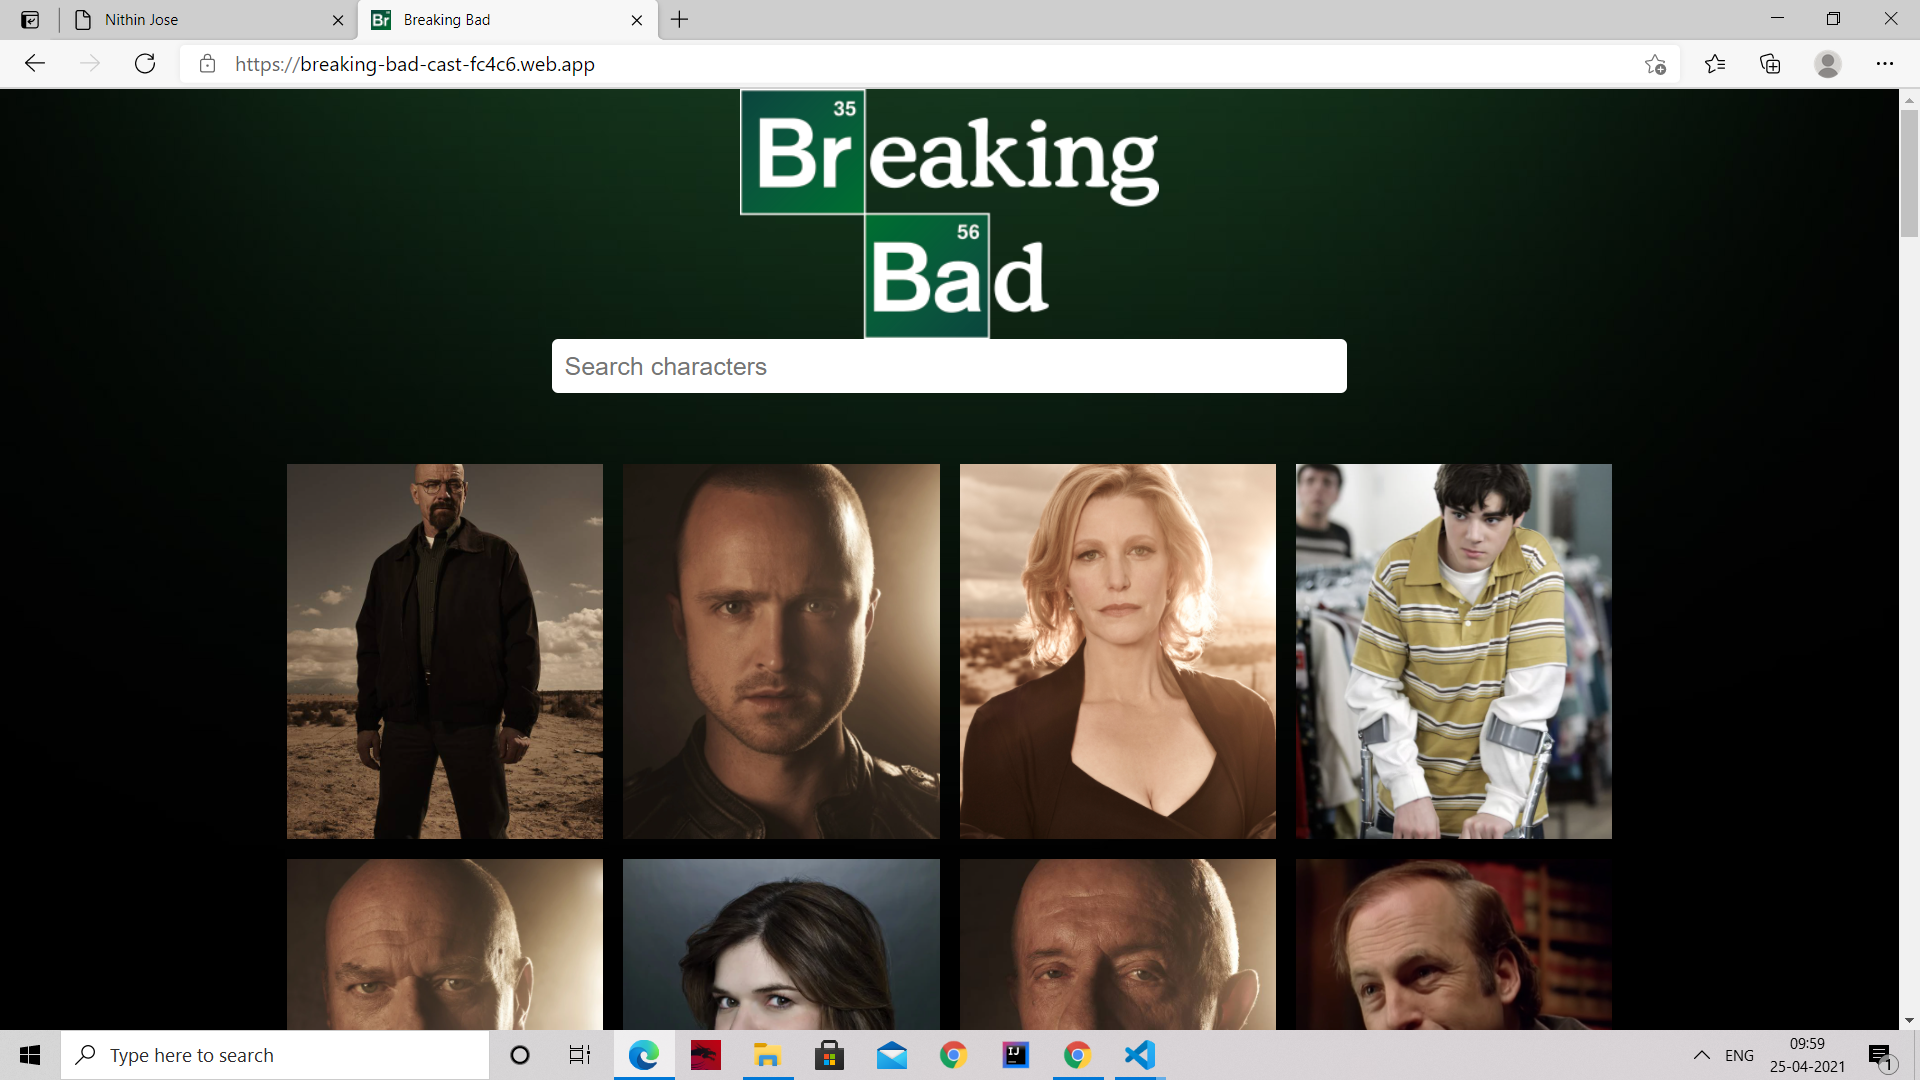 Nithin Jose
Br Breaking Bad
https://breaking-bad-cast-fc4c6.web.app
35
Breaking
56
Bad
Search characters
Type here to search
IJ
ENG
09:59
25-04-2021
1